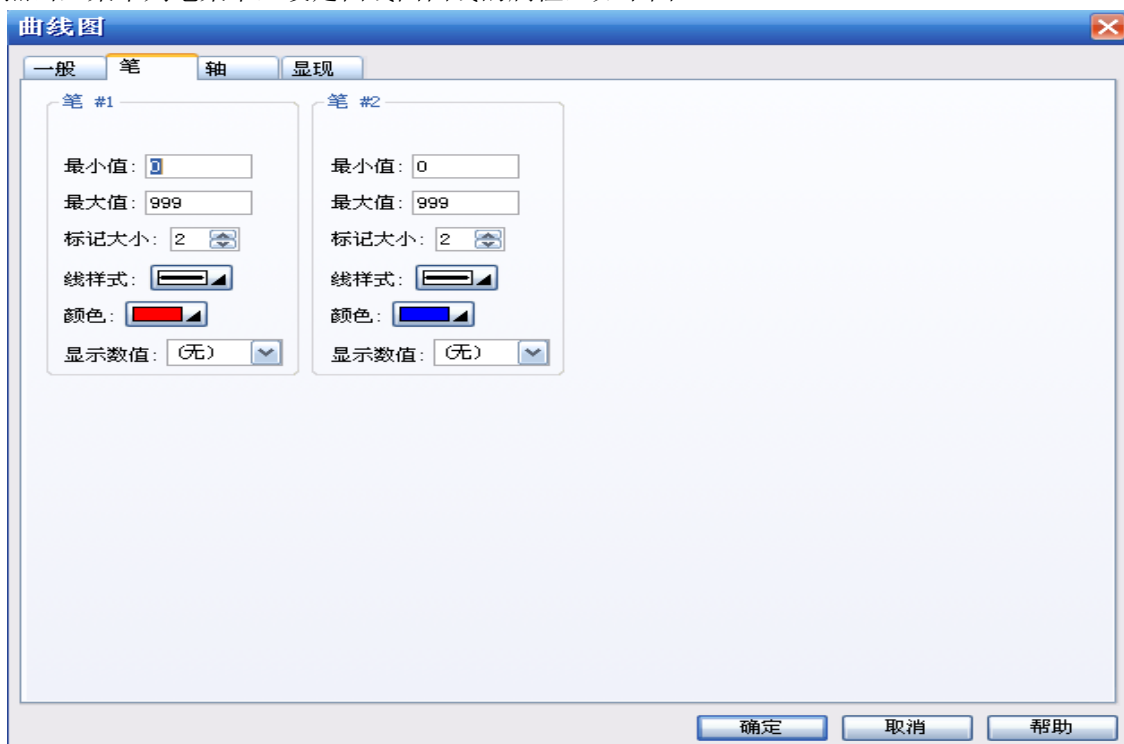 曲线图
一般 笔 轴 显现
笔 #1
最小值: 0
最大值: 999
标记大小: 2
线样式:
颜色:
显示数值: (无)
笔 #2
最小值: 0
最大值: 999
标记大小: 2
线样式:
颜色:
显示数值: (无)
确定 取消 帮助